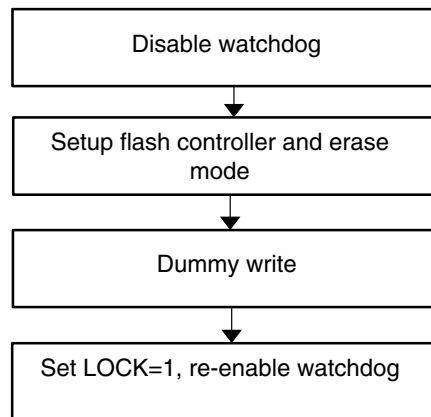 Disable watchdog
Setup flash controller and erase
mode
Dummy write
Set LOCK=1, re-enable watchdog